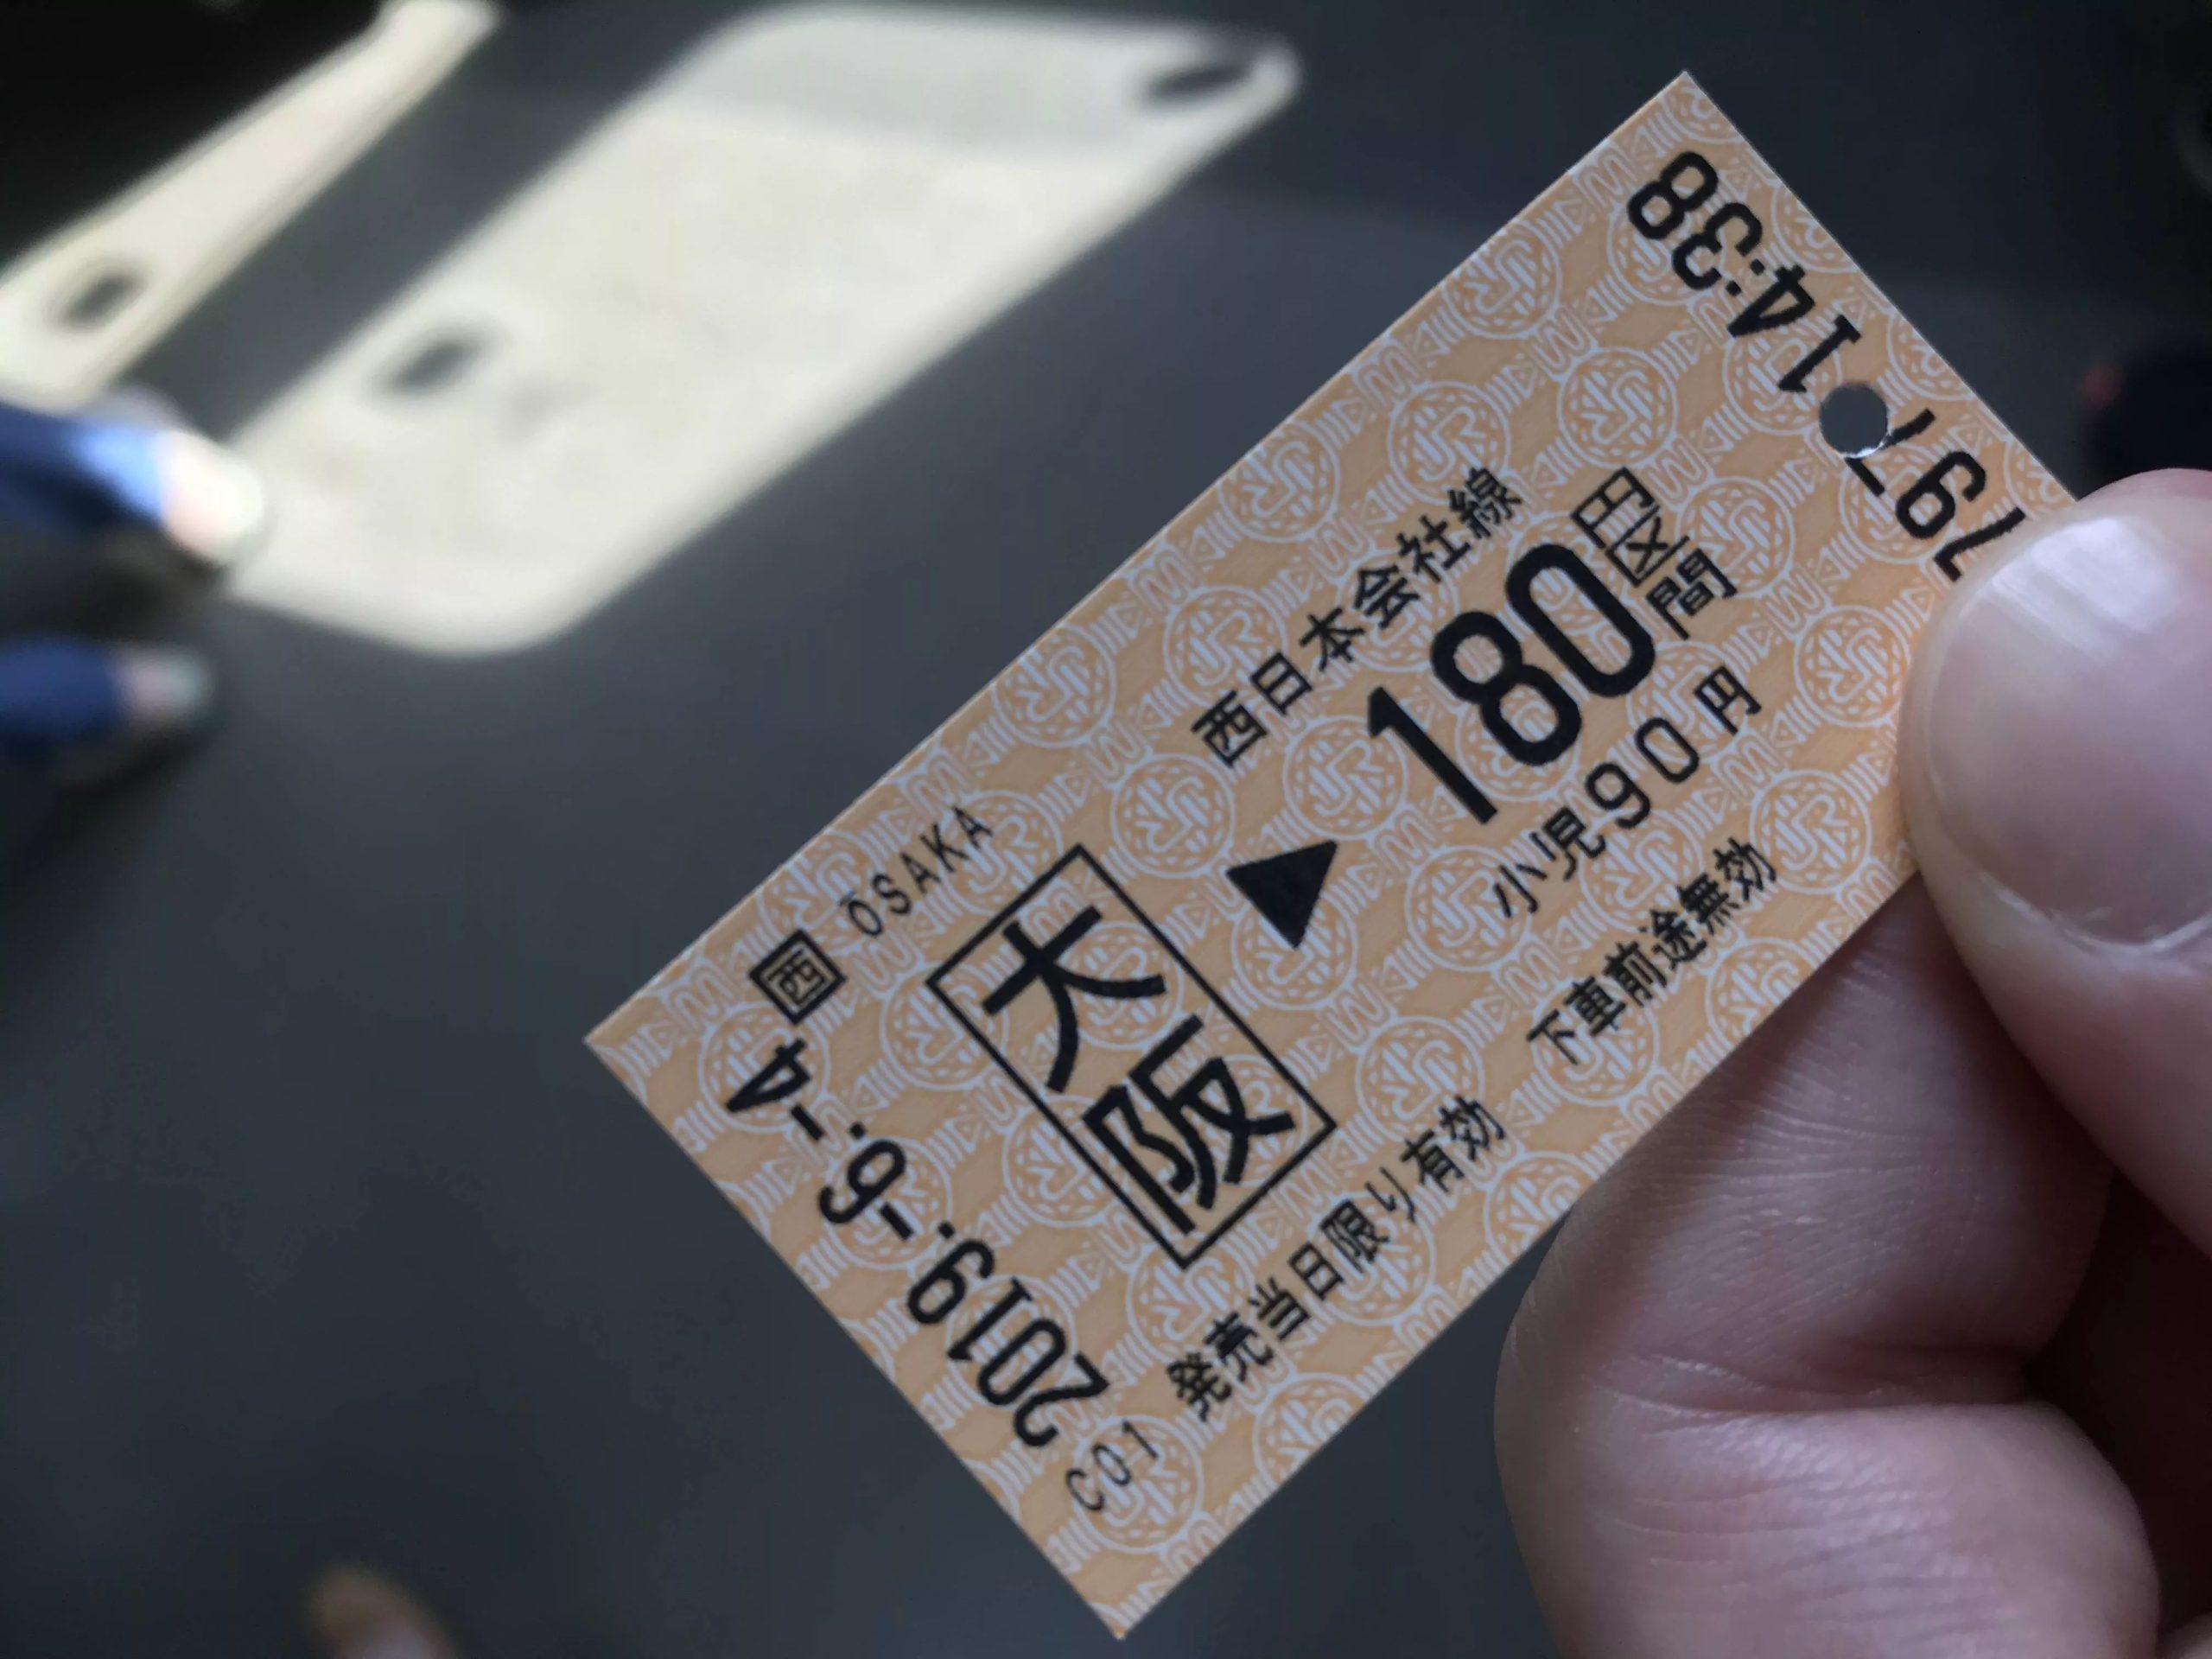 西 ŌSAKA
西日本会社線
大阪 ▶ 180円区間
小児90円
下車前途無効
発売当日限り有効
C01
2019.-6.-4
14:38